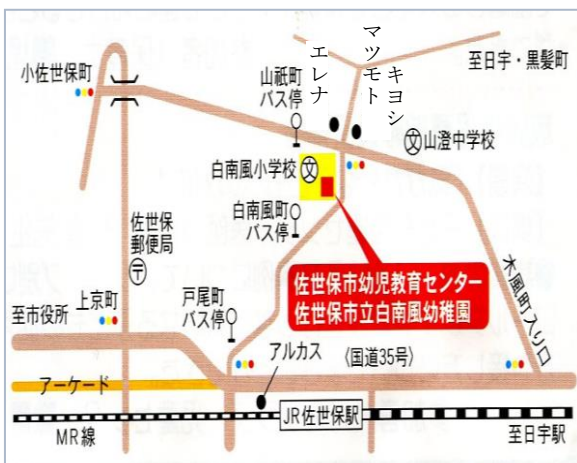 小佐世保町
山祇町
バス停
エレナ
マツモト
キヨシ
至日宇・黒髪町
文
山澄中学校
白南風小学校
文
白南風町
バス停
佐世保
郵便局
〒
佐世保市幼児教育センター
佐世保市立白南風幼稚園
木風町入り口
上京町
至市役所
戸尾町
バス停
アルカス
〈国道35号〉
アーケード
JR佐世保駅
MR線
至日宇駅